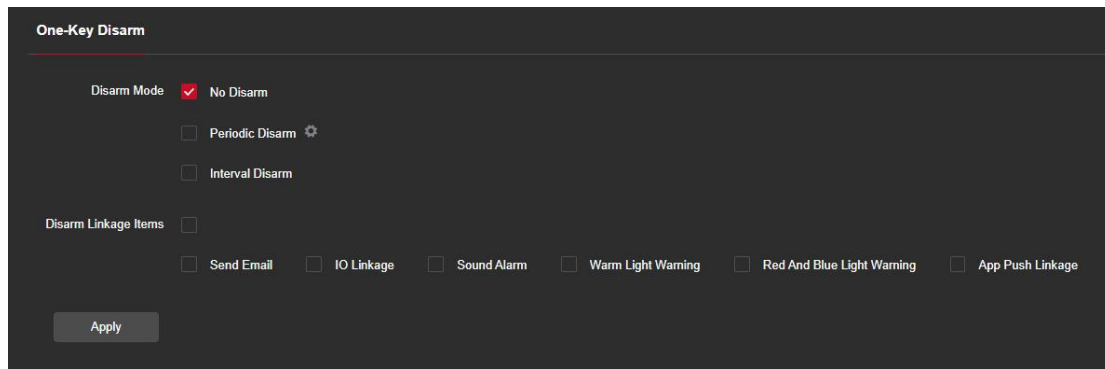 One-Key Disarm
Disarm Mode No Disarm
Periodic Disarm
Interval Disarm
Disarm Linkage Items
Send Email IO Linkage Sound Alarm Warm Light Warning Red And Blue Light Warning App Push Linkage
Apply